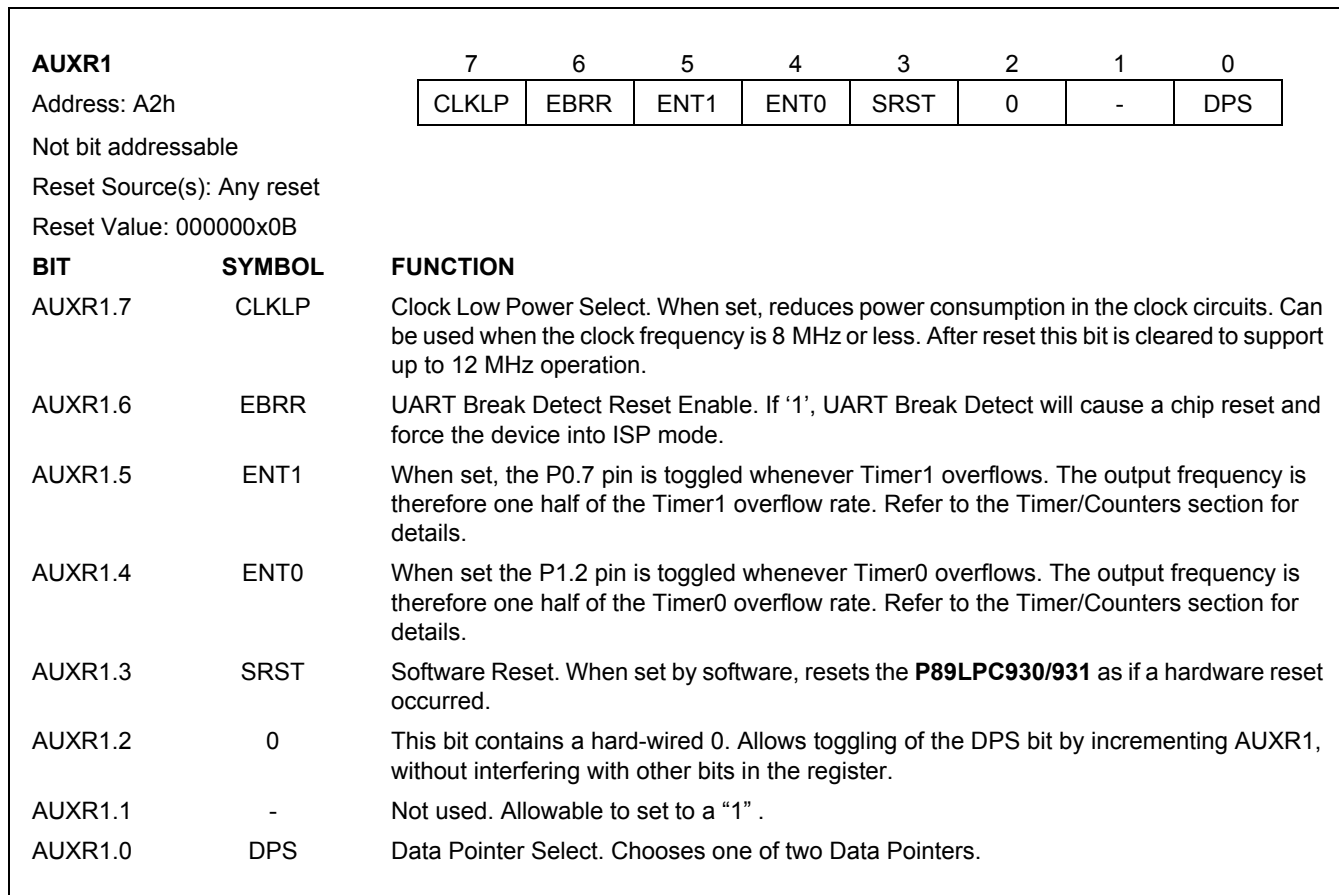 AUXR1 7 6 5 4 3 2 1 0
Address: A2h CLKLP EBRR ENT1 ENT0 SRST 0 - DPS
Not bit addressable
Reset Source(s): Any reset
Reset Value: 000000x0B
BIT SYMBOL FUNCTION
AUXR1.7 CLKLP Clock Low Power Select. When set, reduces power consumption in the clock circuits. Can
be used when the clock frequency is 8 MHz or less. After reset this bit is cleared to support
up to 12 MHz operation.
AUXR1.6 EBRR UART Break Detect Reset Enable. If ‘1’, UART Break Detect will cause a chip reset and
force the device into ISP mode.
AUXR1.5 ENT1 When set, the P0.7 pin is toggled whenever Timer1 overflows. The output frequency is
therefore one half of the Timer1 overflow rate. Refer to the Timer/Counters section for
details.
AUXR1.4 ENT0 When set the P1.2 pin is toggled whenever Timer0 overflows. The output frequency is
therefore one half of the Timer0 overflow rate. Refer to the Timer/Counters section for
details.
AUXR1.3 SRST Software Reset. When set by software, resets the P89LPC930/931 as if a hardware reset
occurred.
AUXR1.2 0 This bit contains a hard-wired 0. Allows toggling of the DPS bit by incrementing AUXR1,
without interfering with other bits in the register.
AUXR1.1 - Not used. Allowable to set to a “1” .
AUXR1.0 DPS Data Pointer Select. Chooses one of two Data Pointers.